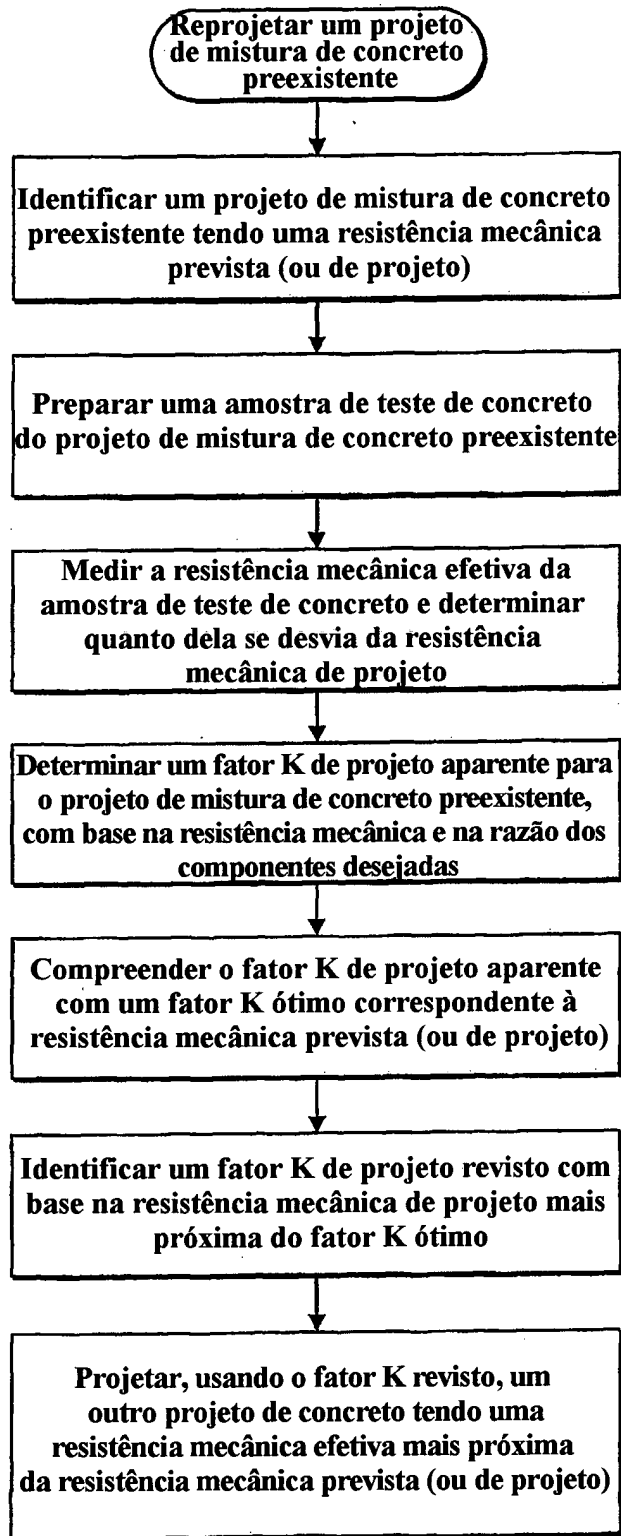 Reprojetar um projeto
de mistura de concreto
preexistente
Identificar um projeto de mistura de concreto
preexistente tendo uma resistência mecânica
prevista (ou de projeto)
Preparar uma amostra de teste de concreto
do projeto de mistura de concreto preexistente
Medir a resistência mecânica efetiva da
amostra de teste de concreto e determinar
quanto dela se desvia da resistência
mecânica de projeto
Determinar um fator K de projeto aparente para
o projeto de mistura de concreto preexistente,
com base na resistência mecânica e na razão dos
componentes desejadas
Compreender o fator K de projeto aparente
com um fator K ótimo correspondente à
resistência mecânica prevista (ou de projeto)
Identificar um fator K de projeto revisto com
base na resistência mecânica de projeto mais
próxima do fator K ótimo
Projetar, usando o fator K revisto, um
outro projeto de concreto tendo uma
resistência mecânica efetiva mais próxima
da resistência mecânica prevista (ou de projeto)